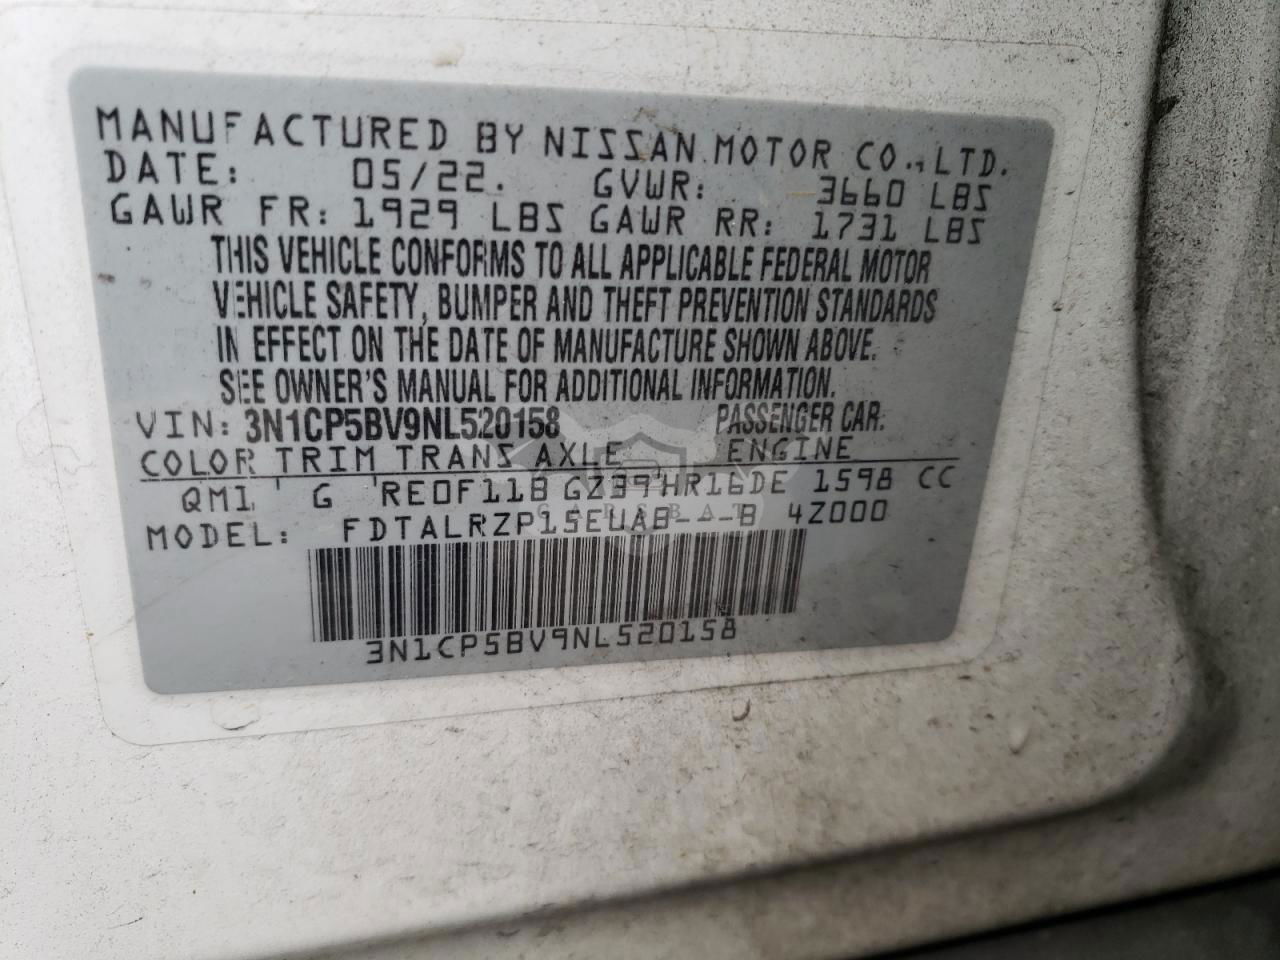 MANUFACTURED BY NISSAN MOTOR CO., LTD.
DATE: 05/22. GVWR: 3660 LBS
GAWR FR: 1929 LBS GAWR RR: 1731 LBS
THIS VEHICLE CONFORMS TO ALL APPLICABLE FEDERAL MOTOR
VEHICLE SAFETY, BUMPER AND THEFT PREVENTION STANDARDS
IN EFFECT ON THE DATE OF MANUFACTURE SHOWN ABOVE.
SEE OWNER'S MANUAL FOR ADDITIONAL INFORMATION.
VIN: 3N1CP5BV9NL520158 PASSENGER CAR.
COLOR TRIM TRANS AXLE ENGINE
QM1 G RE0F11B GZ39 HR16DE 1598 CC
MODEL: FDTALRZP15EUAB---B 4Z000
CARSBAT
3N1CP5BV9NL520158